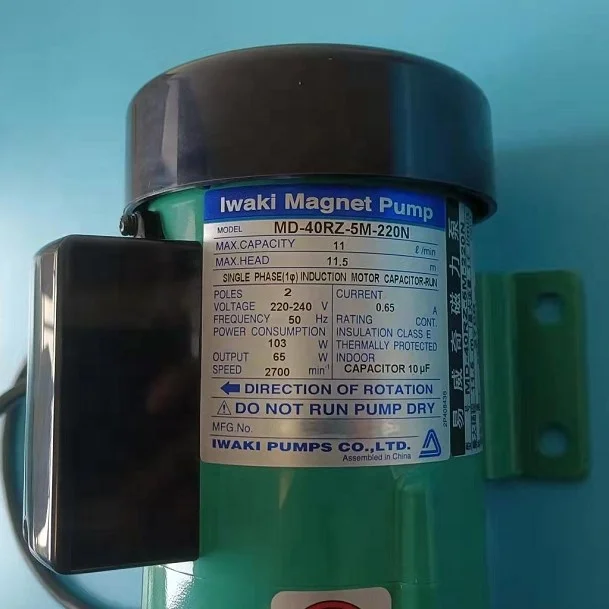 Iwaki Magnet Pump
MODEL MD-40RZ-5M-220N
MAX.CAPACITY 11 ℓ/min
MAX.HEAD 11.5 m
SINGLE PHASE(1φ) INDUCTION MOTOR CAPACITOR-RUN
POLES 2 CURRENT
VOLTAGE 220-240 V 0.65 A
FREQUENCY 50 Hz RATING CONT.
POWER CONSUMPTION INSULATION CLASS E
103 W THERMALLY PROTECTED
OUTPUT 65 W INDOOR
SPEED 2700 min⁻¹ CAPACITOR 10 μF
DIRECTION OF ROTATION
DO NOT RUN PUMP DRY
MFG.No.
IWAKI PUMPS CO.,LTD.
Assembled in China
易威奇磁力泵